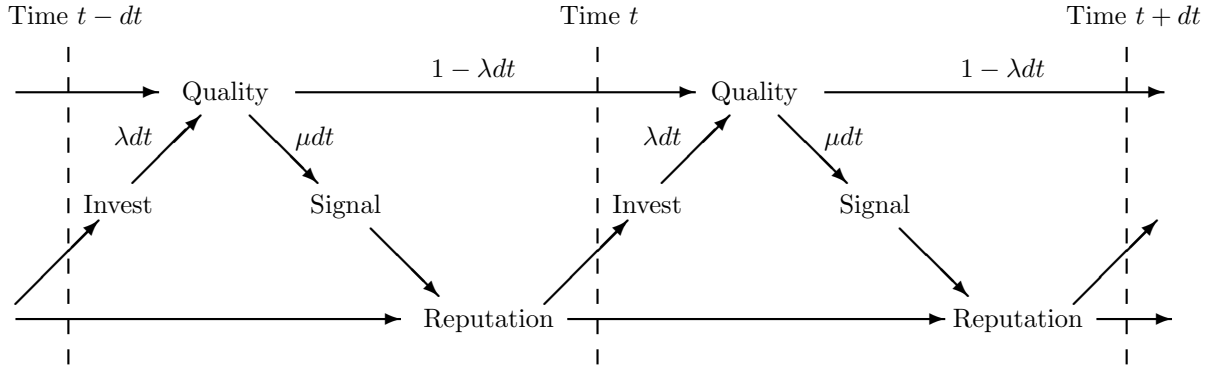 Time t − dt Time t Time t + dt
1 − λdt 1 − λdt
Quality Quality
λdt μdt λdt μdt
Invest Signal Invest Signal
Reputation Reputation